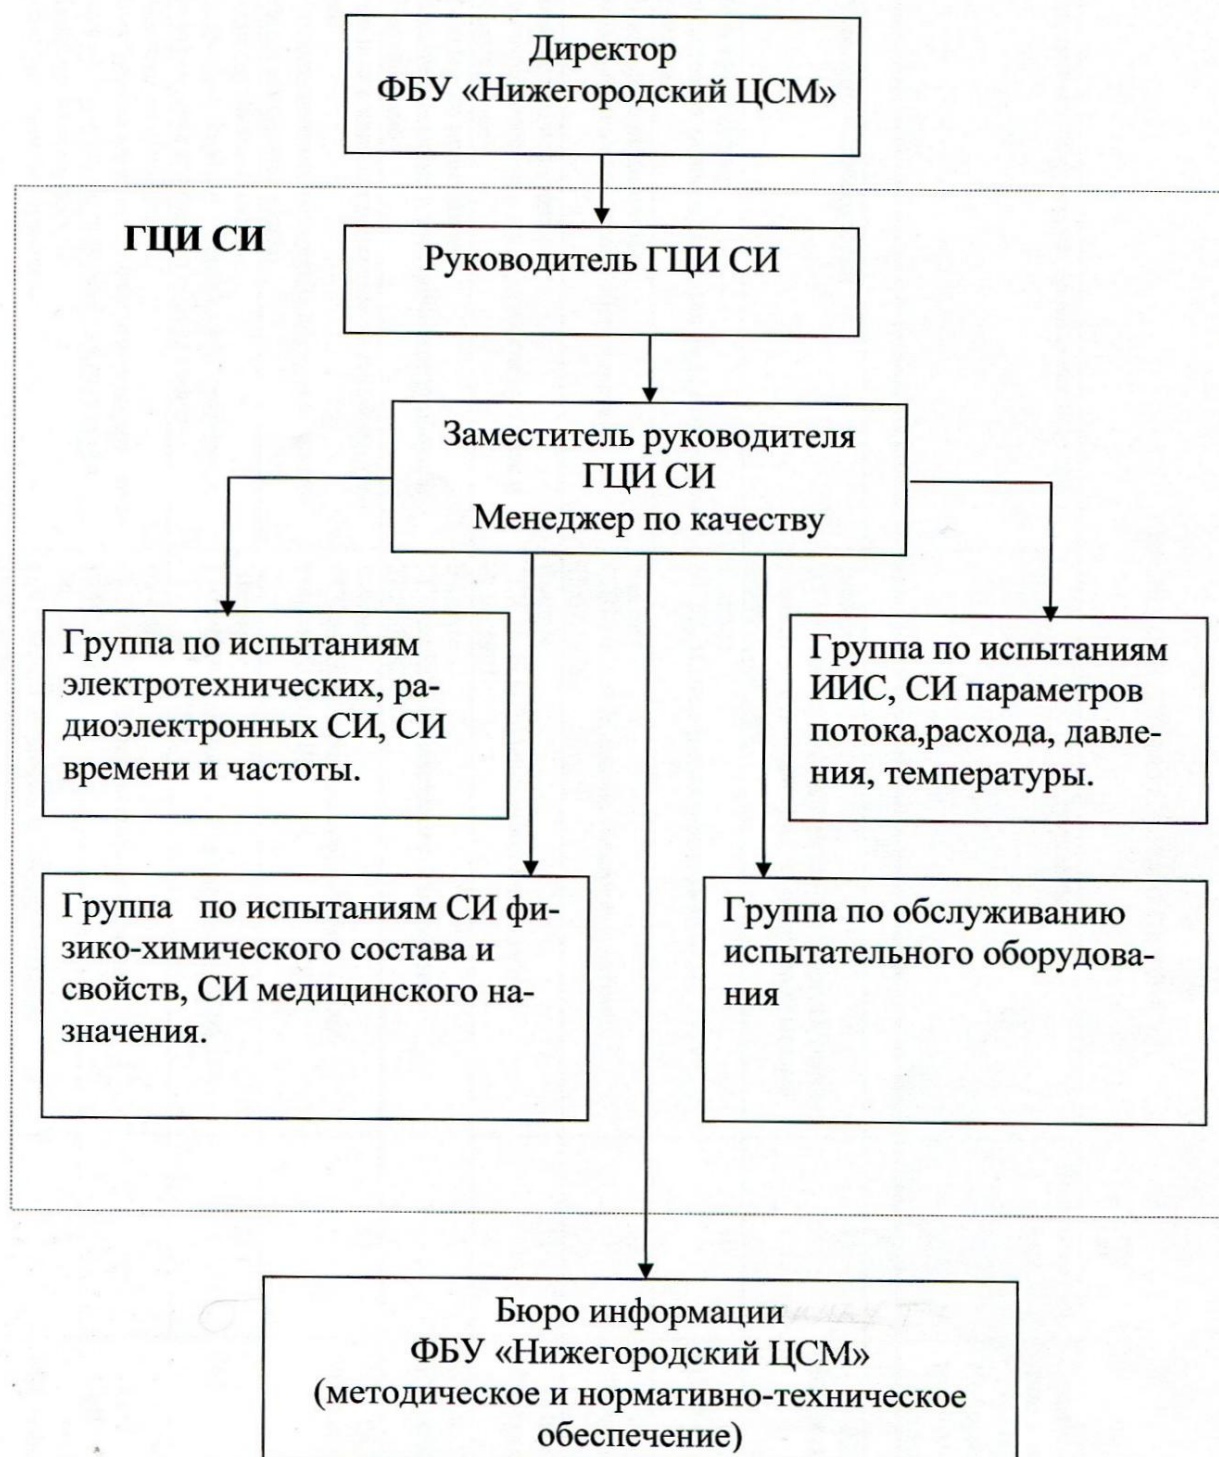 Директор
ФБУ «Нижегородский ЦСМ»
ГЦИ СИ
Руководитель ГЦИ СИ
Заместитель руководителя
ГЦИ СИ
Менеджер по качеству
Группа по испытаниям
электротехнических, ра-
диоэлектронных СИ, СИ
времени и частоты.
Группа по испытаниям
ИИС, СИ параметров
потока,расхода, давле-
ния, температуры.
Группа по испытаниям СИ фи-
зико-химического состава и
свойств, СИ медицинского на-
значения.
Группа по обслуживанию
испытательного оборудова-
ния
Бюро информации
ФБУ «Нижегородский ЦСМ»
(методическое и нормативно-техническое
обеспечение)